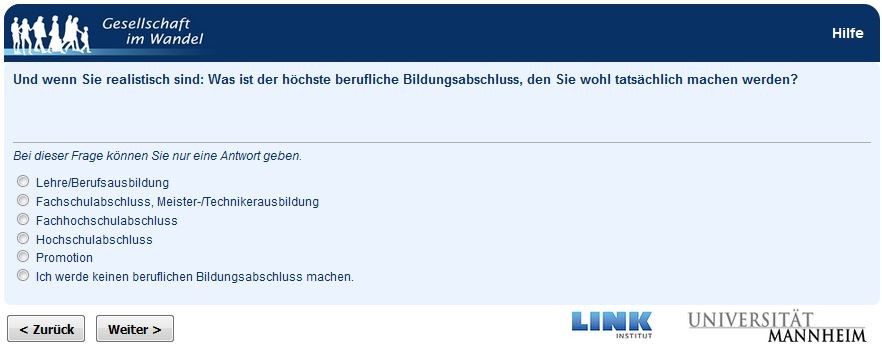 Gesellschaft
im Wandel
Hilfe
Und wenn Sie realistisch sind: Was ist der höchste berufliche Bildungsabschluss, den Sie wohl tatsächlich machen werden?
Bei dieser Frage können Sie nur eine Antwort geben.
Lehre/Berufsausbildung
Fachschulabschluss, Meister-/Technikerausbildung
Fachhochschulabschluss
Hochschulabschluss
Promotion
Ich werde keinen beruflichen Bildungsabschluss machen.
< Zurück
Weiter >
LINK
INSTITUT
UNIVERSITÄT
MANNHEIM